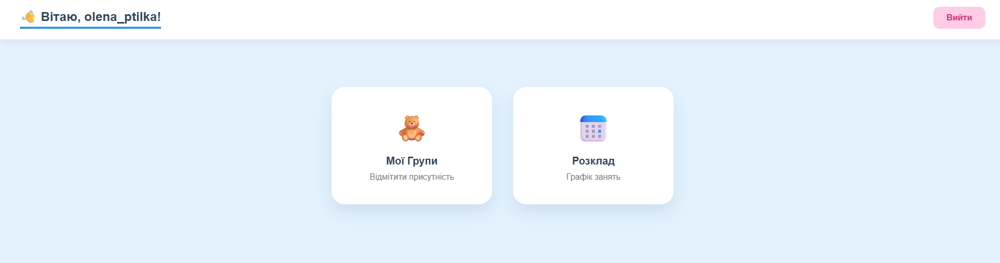 Вітаю, olena_ptilka!
Вийти
Мої Групи
Відмітити присутність
Розклад
Графік занять